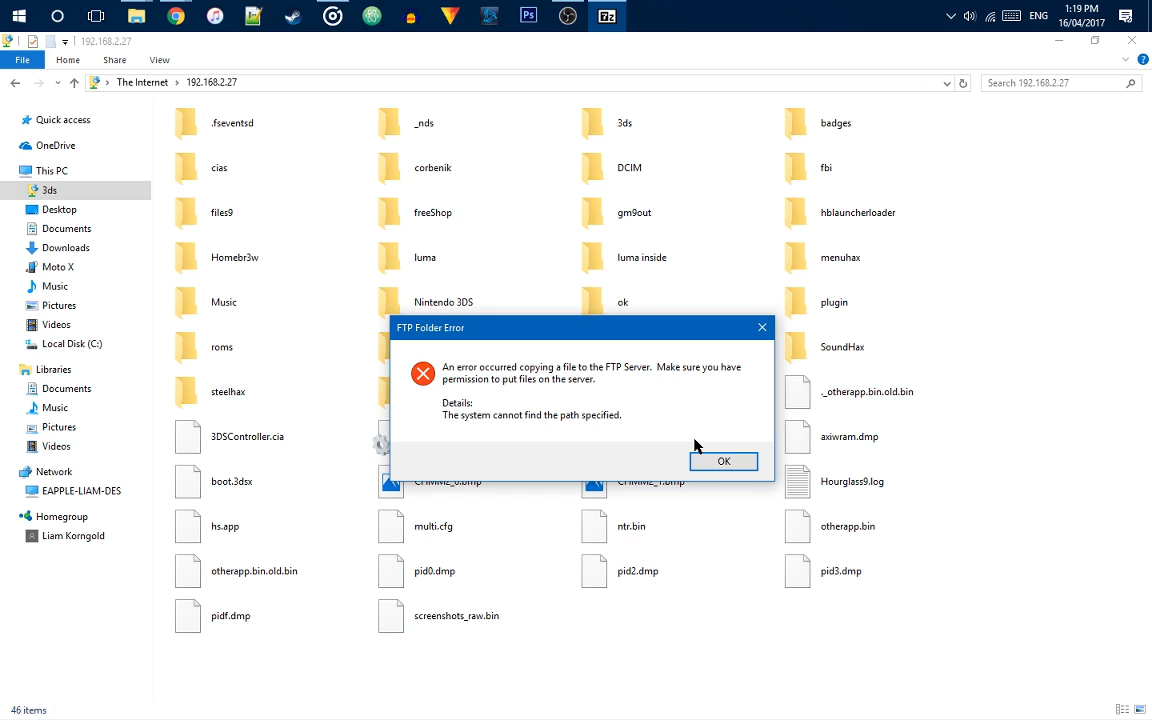 Ps
7z
ENG
1:19 PM
16/04/2017
192.168.2.27
File
Home
Share
View
The Internet
192.168.2.27
Search 192.168.2.27
Quick access
OneDrive
This PC
3ds
Desktop
Documents
Downloads
Moto X
Music
Pictures
Videos
Local Disk (C:)
Libraries
Documents
Music
Pictures
Videos
Network
EAPPLE-LIAM-DES
Homegroup
Liam Korngold
.fseventsd
_nds
3ds
badges
cias
corbenik
DCIM
fbi
files9
freeShop
gm9out
hblauncherloader
Homebr3w
luma
luma inside
menuhax
Music
Nintendo 3DS
ok
plugin
roms
SoundHax
steelhax
._otherapp.bin.old.bin
3DSController.cia
axiwram.dmp
boot.3dsx
Hourglass9.log
hs.app
multi.cfg
ntr.bin
otherapp.bin
otherapp.bin.old.bin
pid0.dmp
pid2.dmp
pid3.dmp
pidf.dmp
screenshots_raw.bin
FTP Folder Error
An error occurred copying a file to the FTP Server. Make sure you have
permission to put files on the server.
Details:
The system cannot find the path specified.
OK
46 items